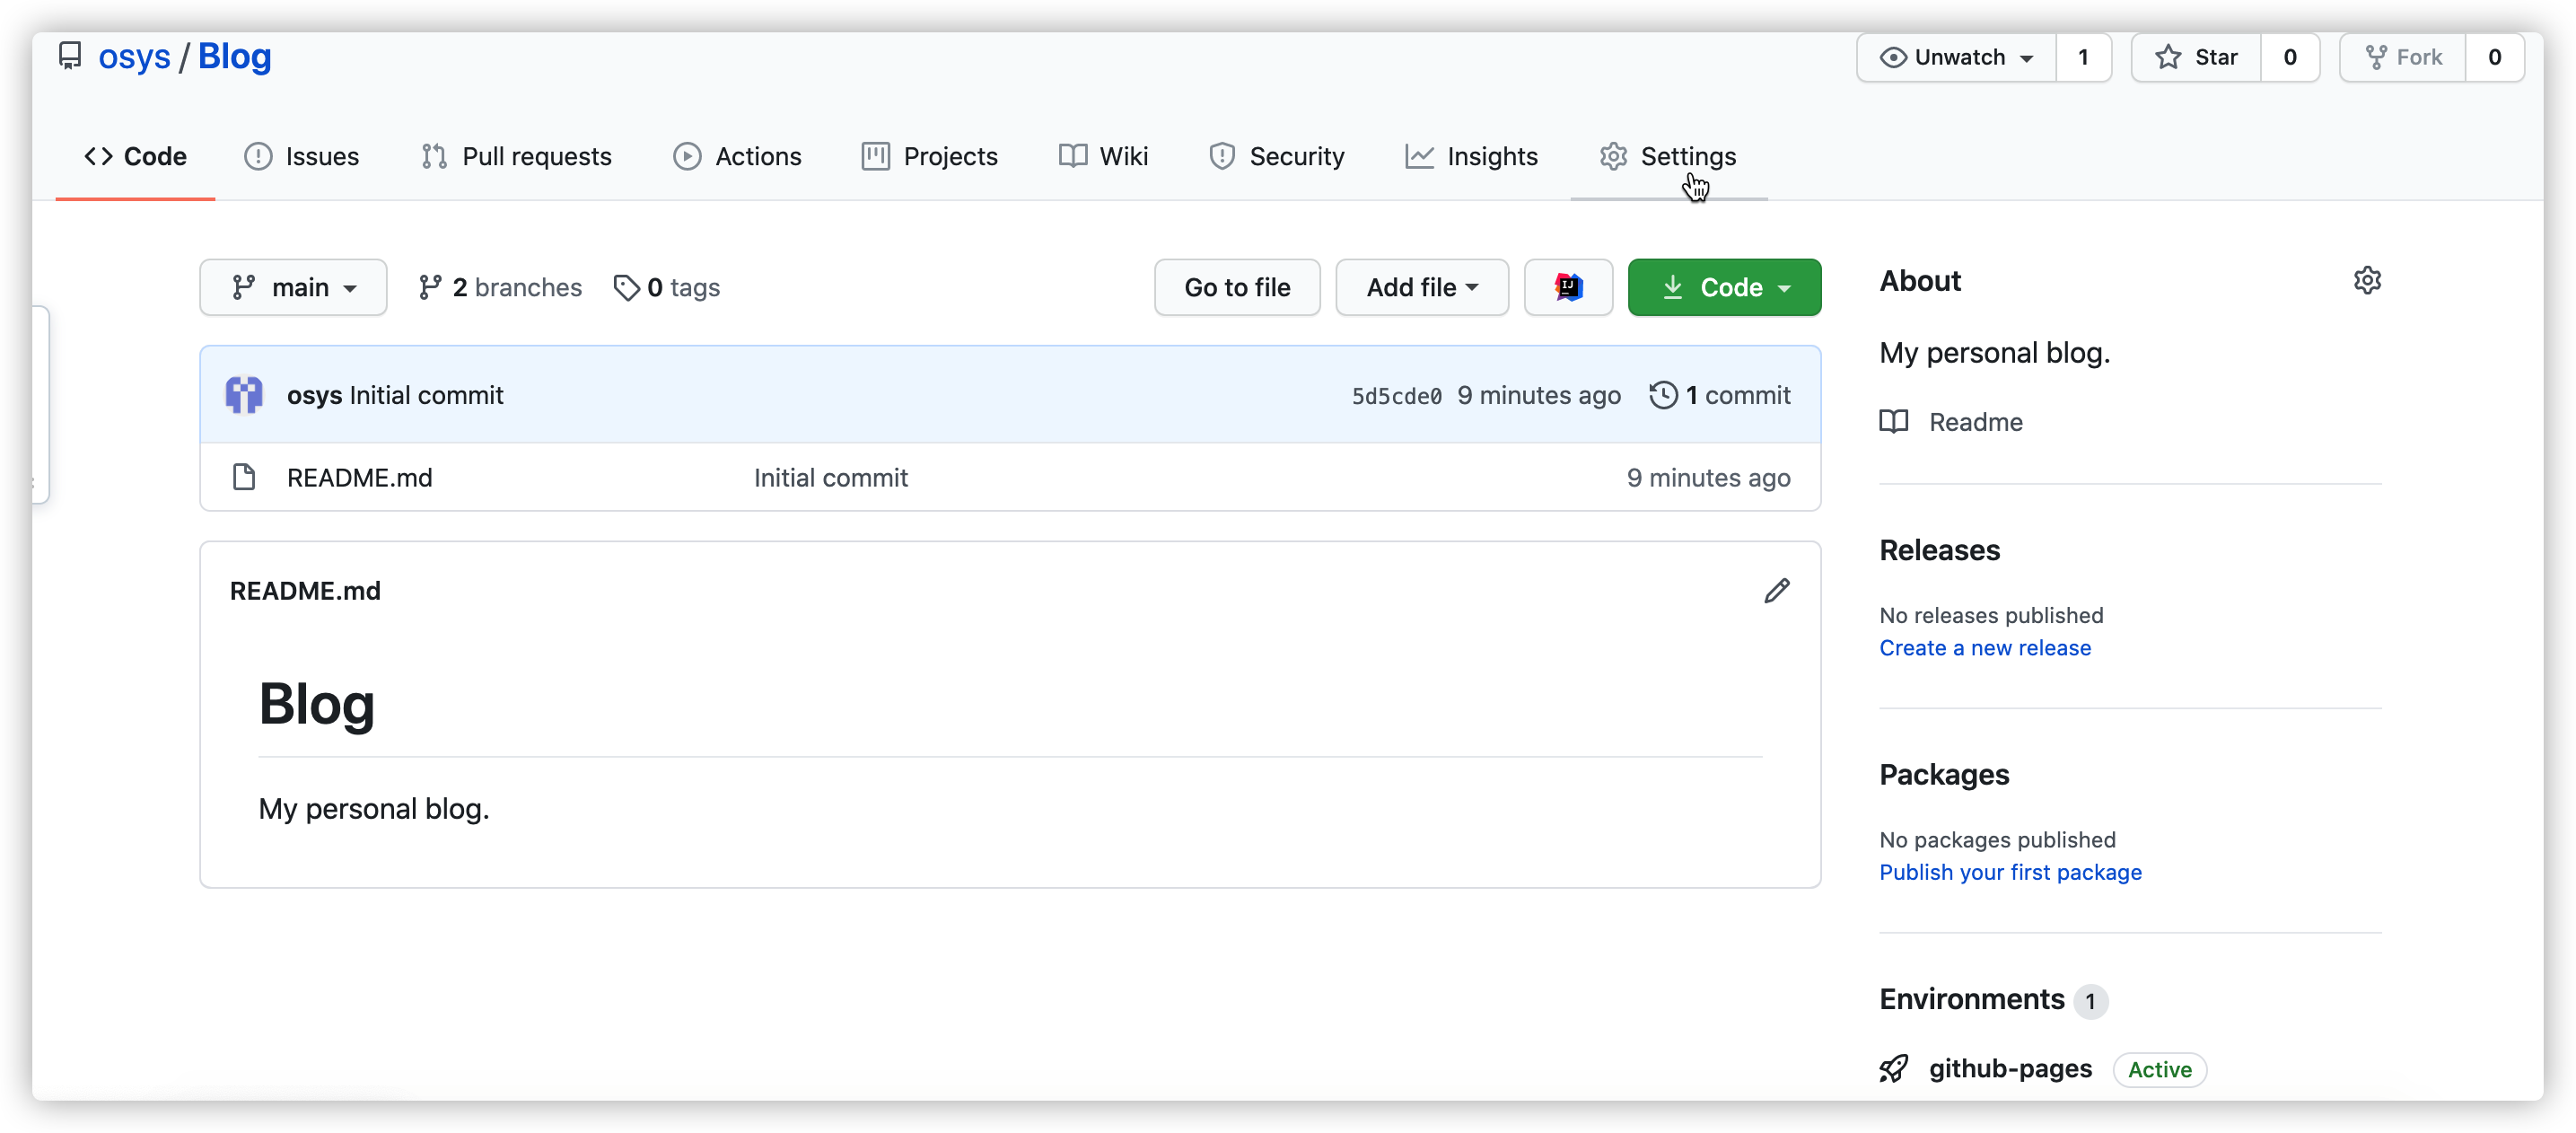 osys / Blog
Unwatch 1 Star 0 Fork 0
Code Issues Pull requests Actions Projects Wiki Security Insights Settings
main 2 branches 0 tags Go to file Add file IJ Code
osys Initial commit 5d5cde0 9 minutes ago 1 commit
README.md Initial commit 9 minutes ago
README.md
Blog
My personal blog.
About
My personal blog.
Readme
Releases
No releases published
Create a new release
Packages
No packages published
Publish your first package
Environments 1
github-pages Active